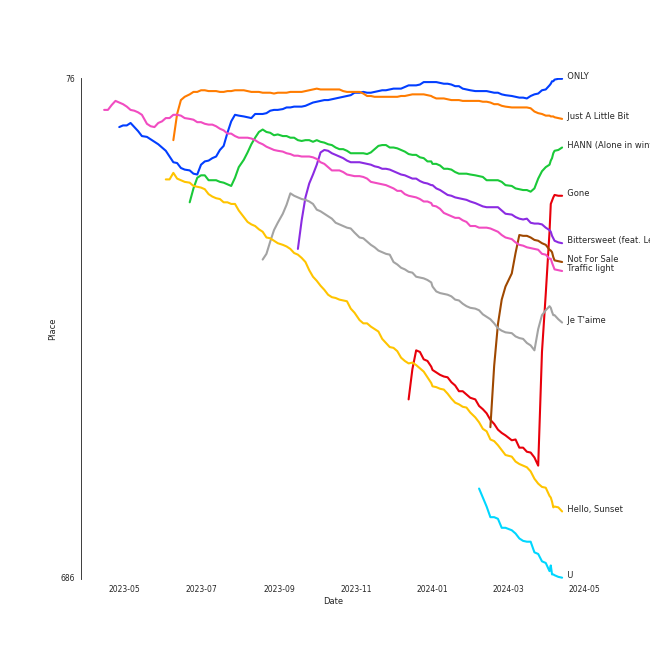 76
ONLY
Just A Little Bit
HANN (Alone in win
Gone
Bittersweet (feat. Le
Not For Sale
Traffic light
Place
Je T'aime
Hello, Sunset
U
686
2023-05 2023-07 2023-09 2023-11 2024-01 2024-03 2024-05
Date